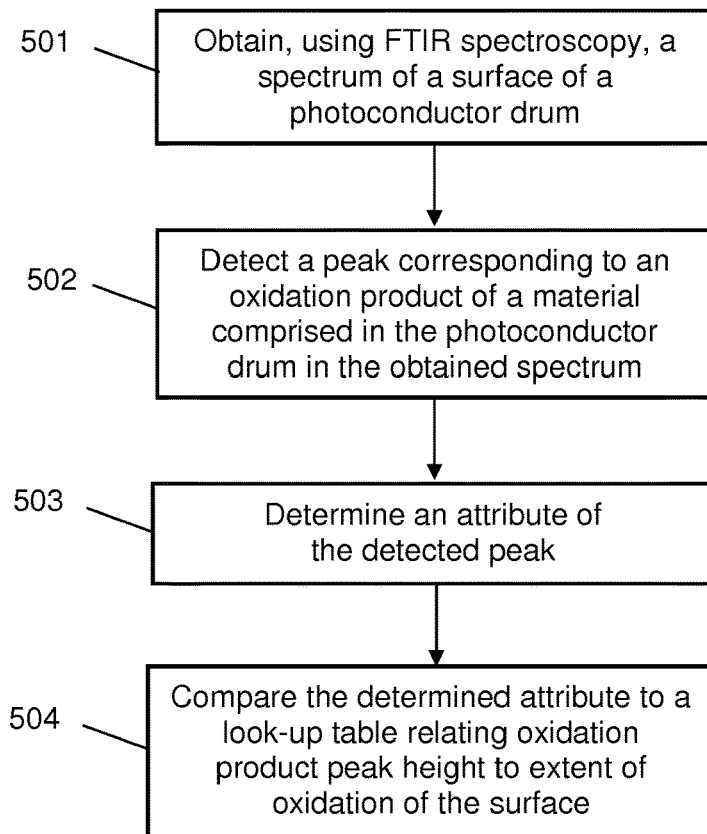 501
Obtain, using FTIR spectroscopy, a
spectrum of a surface of a
photoconductor drum
502
Detect a peak corresponding to an
oxidation product of a material
comprised in the photoconductor
drum in the obtained spectrum
503
Determine an attribute of
the detected peak
504
Compare the determined attribute to a
look-up table relating oxidation
product peak height to extent of
oxidation of the surface